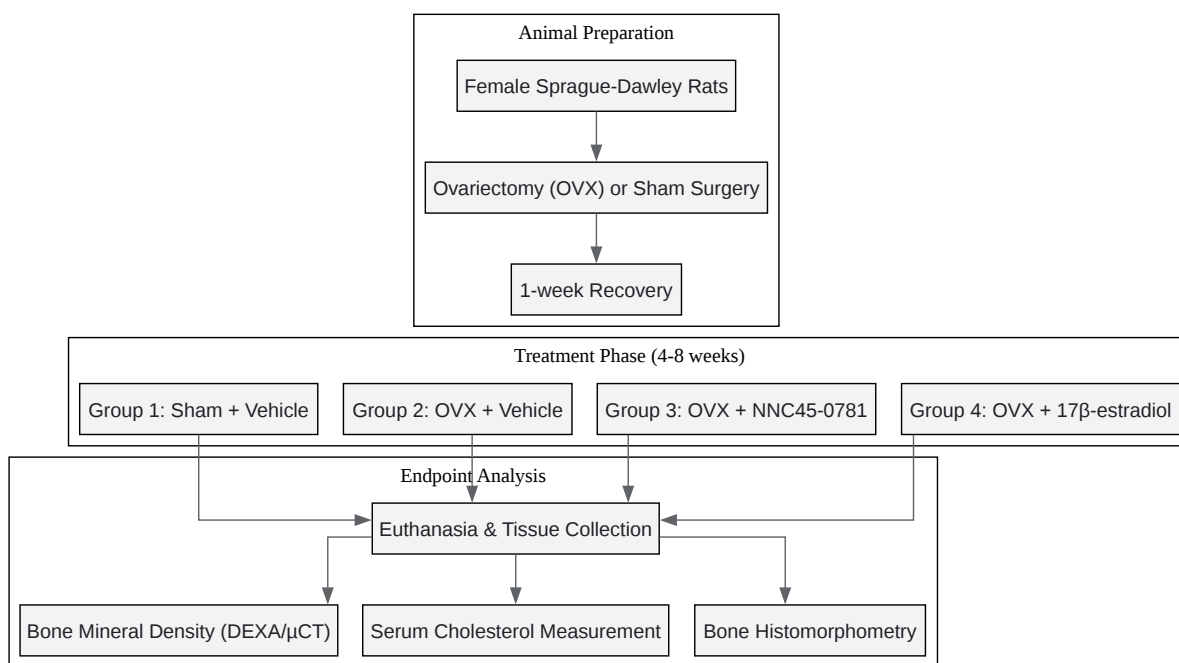 Animal Preparation
Female Sprague-Dawley Rats
Ovariectomy (OVX) or Sham Surgery
1-week Recovery
Treatment Phase (4-8 weeks)
Group 1: Sham + Vehicle
Group 2: OVX + Vehicle
Group 3: OVX + NNC45-0781
Group 4: OVX + 17β-estradiol
Endpoint Analysis
Euthanasia & Tissue Collection
Bone Mineral Density (DEXA/µCT)
Serum Cholesterol Measurement
Bone Histomorphometry